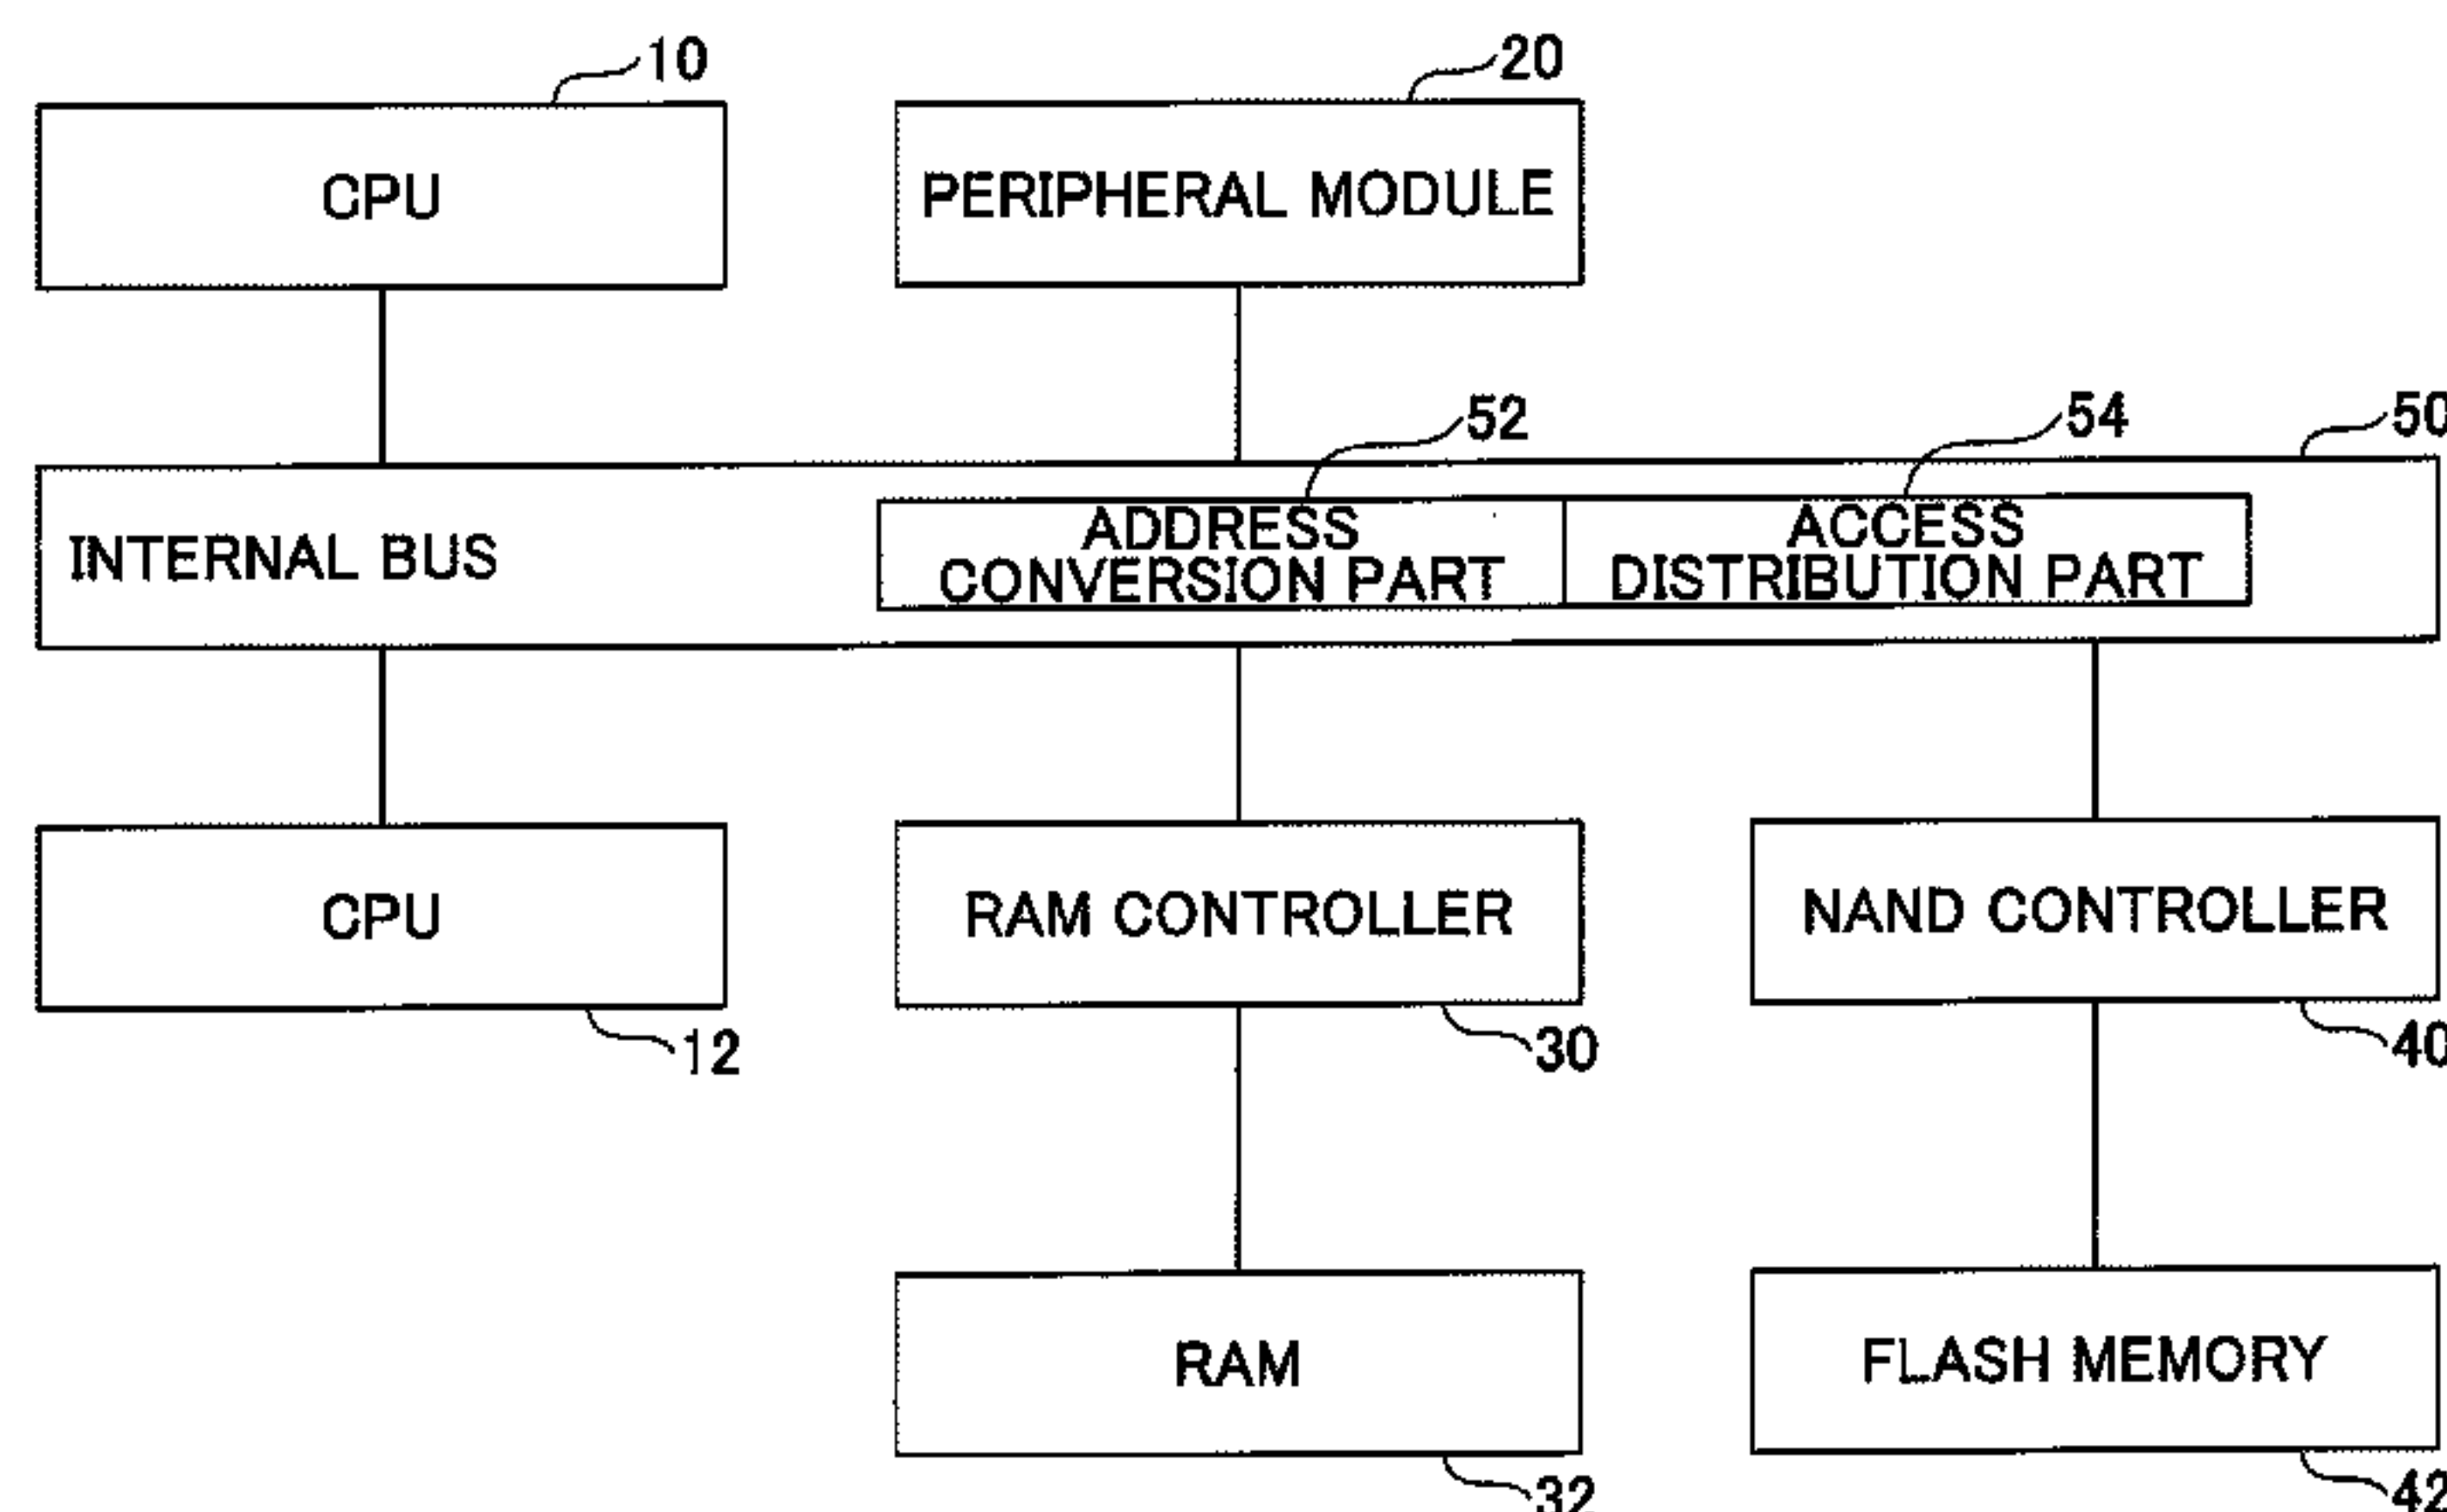 10
20
CPU
PERIPHERAL MODULE
52
54
50
INTERNAL BUS
ADDRESS
CONVERSION PART
ACCESS
DISTRIBUTION PART
CPU
RAM CONTROLLER
NAND CONTROLLER
12
30
40
RAM
FLASH MEMORY
32
42